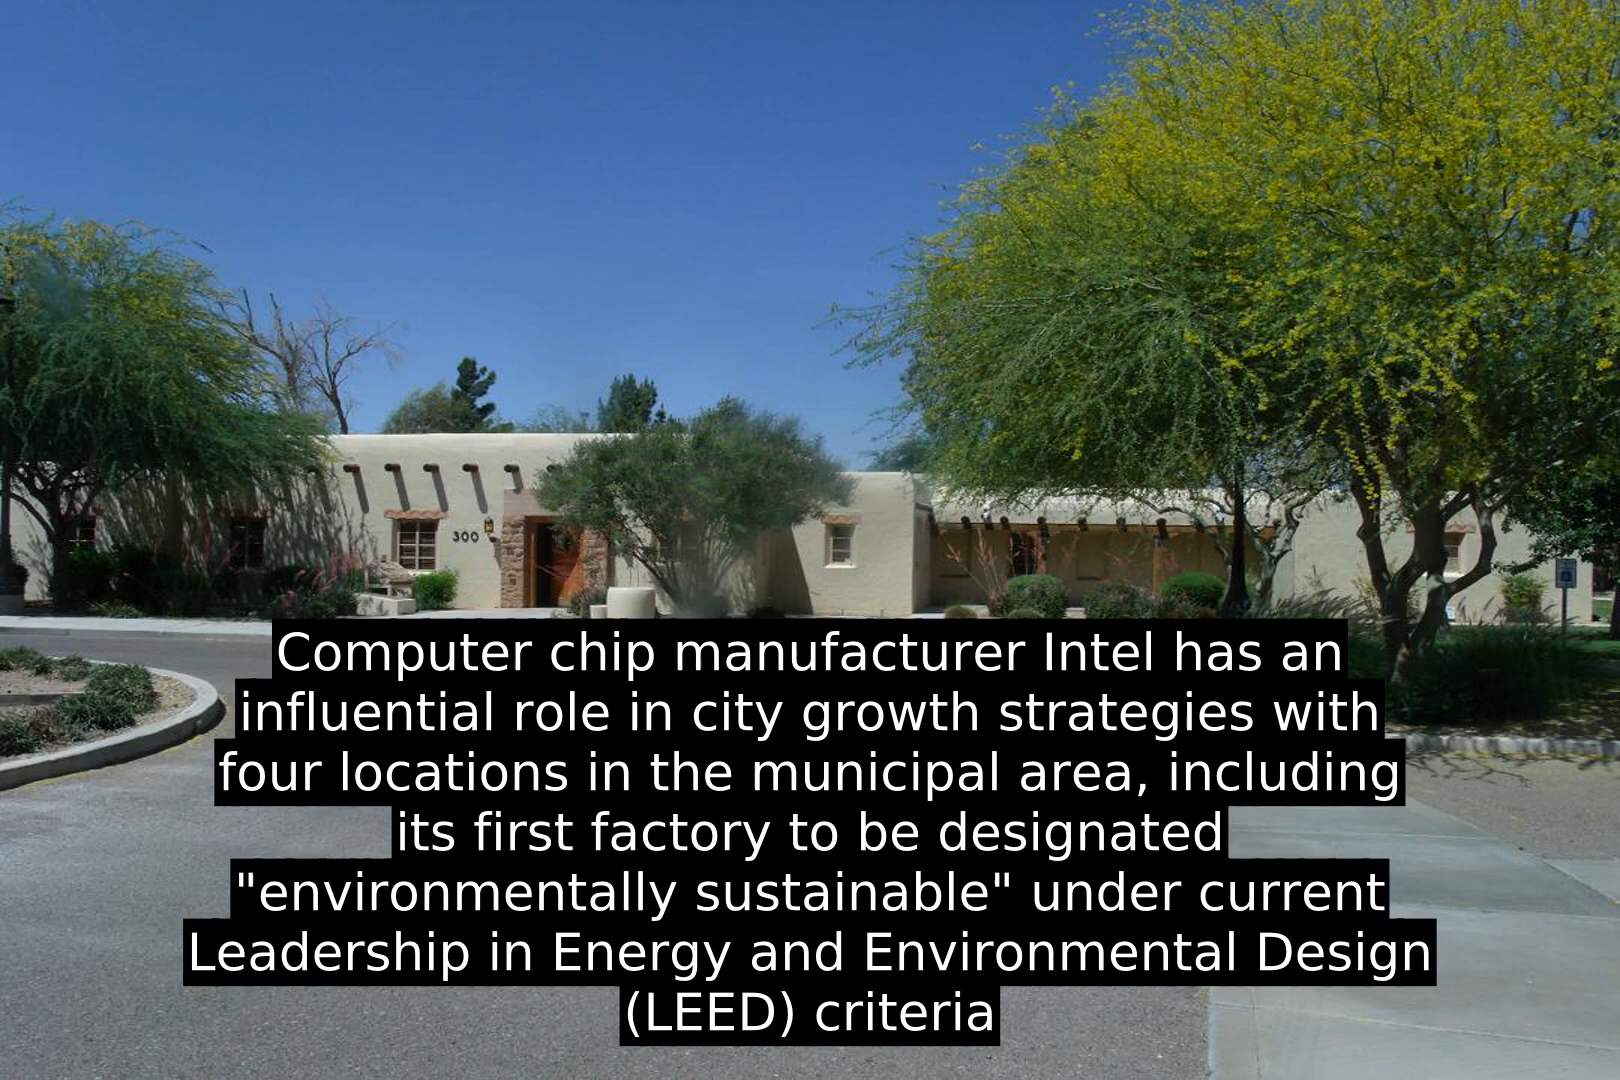 300
Computer chip manufacturer Intel has an
influential role in city growth strategies with
four locations in the municipal area, including
its first factory to be designated
"environmentally sustainable" under current
Leadership in Energy and Environmental Design
(LEED) criteria